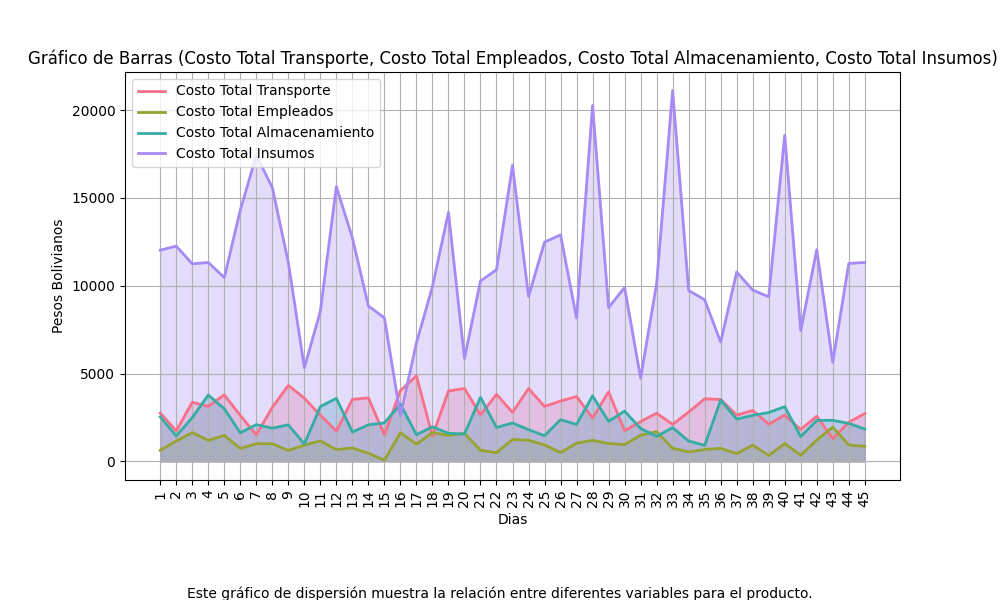 Gráfico de Barras (Costo Total Transporte, Costo Total Empleados, Costo Total Almacenamiento, Costo Total Insumos)
Costo Total Transporte
Costo Total Empleados
Costo Total Almacenamiento
Costo Total Insumos
Pesos Bolivianos
20000
15000
10000
5000
0
1 2 3 4 5 6 7 8 9 10 11 12 13 14 15 16 17 18 19 20 21 22 23 24 25 26 27 28 29 30 31 32 33 34 35 36 37 38 39 40 41 42 43 44 45
Dias
Este gráfico de dispersión muestra la relación entre diferentes variables para el producto.